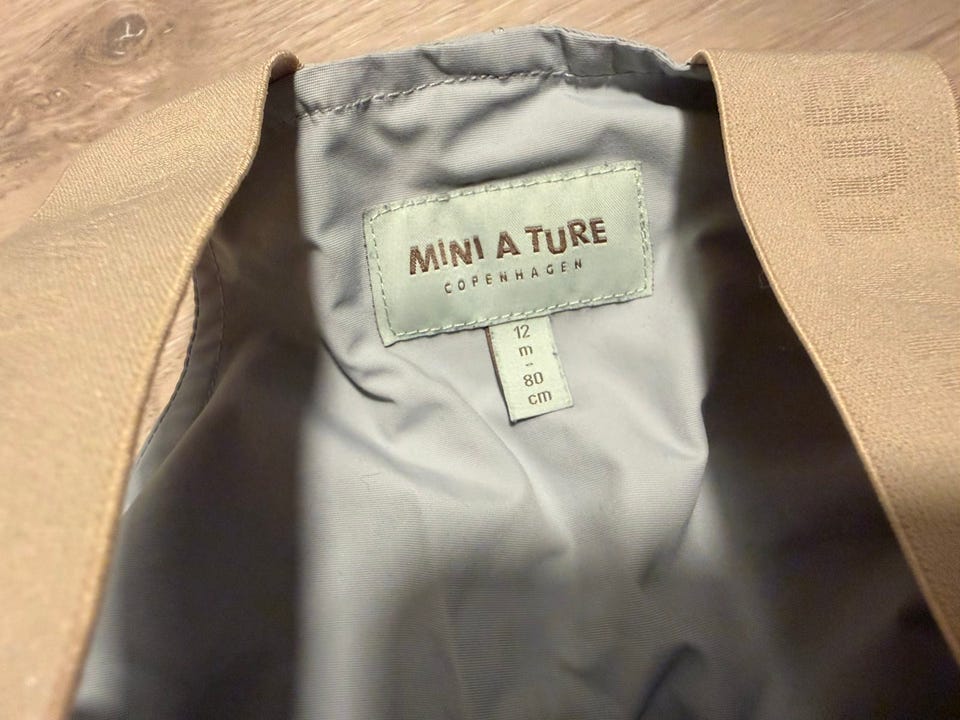 MINI A TURE
COPENHAGEN
12
m
-
80
cm